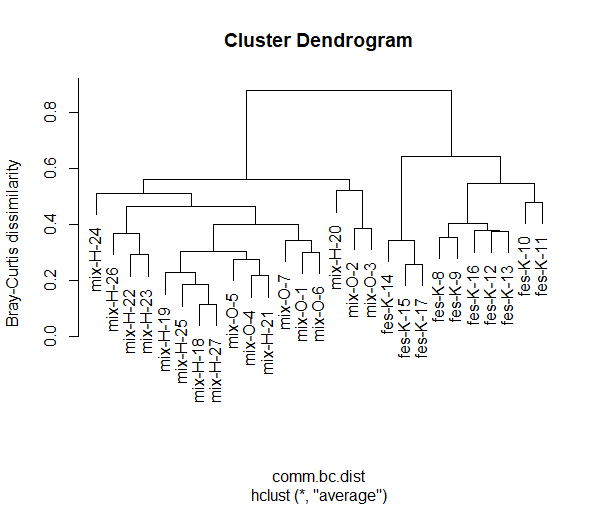 Cluster Dendrogram
Bray-Curtis dissimilarity
0.8
0.6
0.4
0.2
0.0
mix-H-24
mix-H-26
mix-H-22
mix-H-23
mix-H-19
mix-H-25
mix-H-18
mix-H-27
mix-O-5
mix-O-4
mix-H-21
mix-O-7
mix-O-1
mix-O-6
mix-H-20
mix-O-2
mix-O-3
fes-K-14
fes-K-15
fes-K-17
fes-K-8
fes-K-9
fes-K-16
fes-K-12
fes-K-13
fes-K-10
fes-K-11
comm.bc.dist
hclust (*, "average")